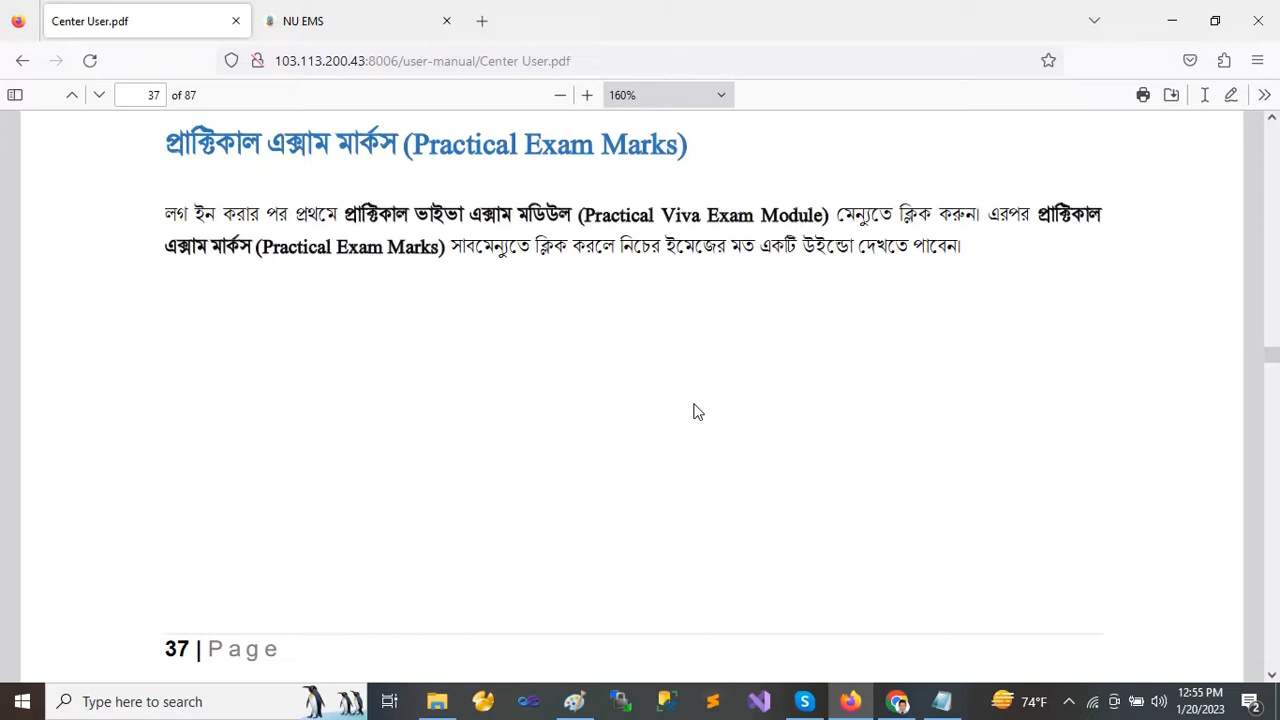 Center User.pdf
NU EMS
103.113.200.43:8006/user-manual/Center User.pdf
37 of 87
160%
প্রাক্টিকাল এক্সাম মার্কস (Practical Exam Marks)
লগ ইন করার পর প্রথমে প্রাক্টিকাল ভাইভা এক্সাম মডিউল (Practical Viva Exam Module) মেন্যুতে ক্লিক করুন। এরপর প্রাক্টিকাল
এক্সাম মার্কস (Practical Exam Marks) সাবমেন্যুতে ক্লিক করলে নিচের ইমেজের মত একটি উইন্ডো দেখতে পাবেন।
37 | Page
Type here to search
74°F
12:55 PM
1/20/2023
2